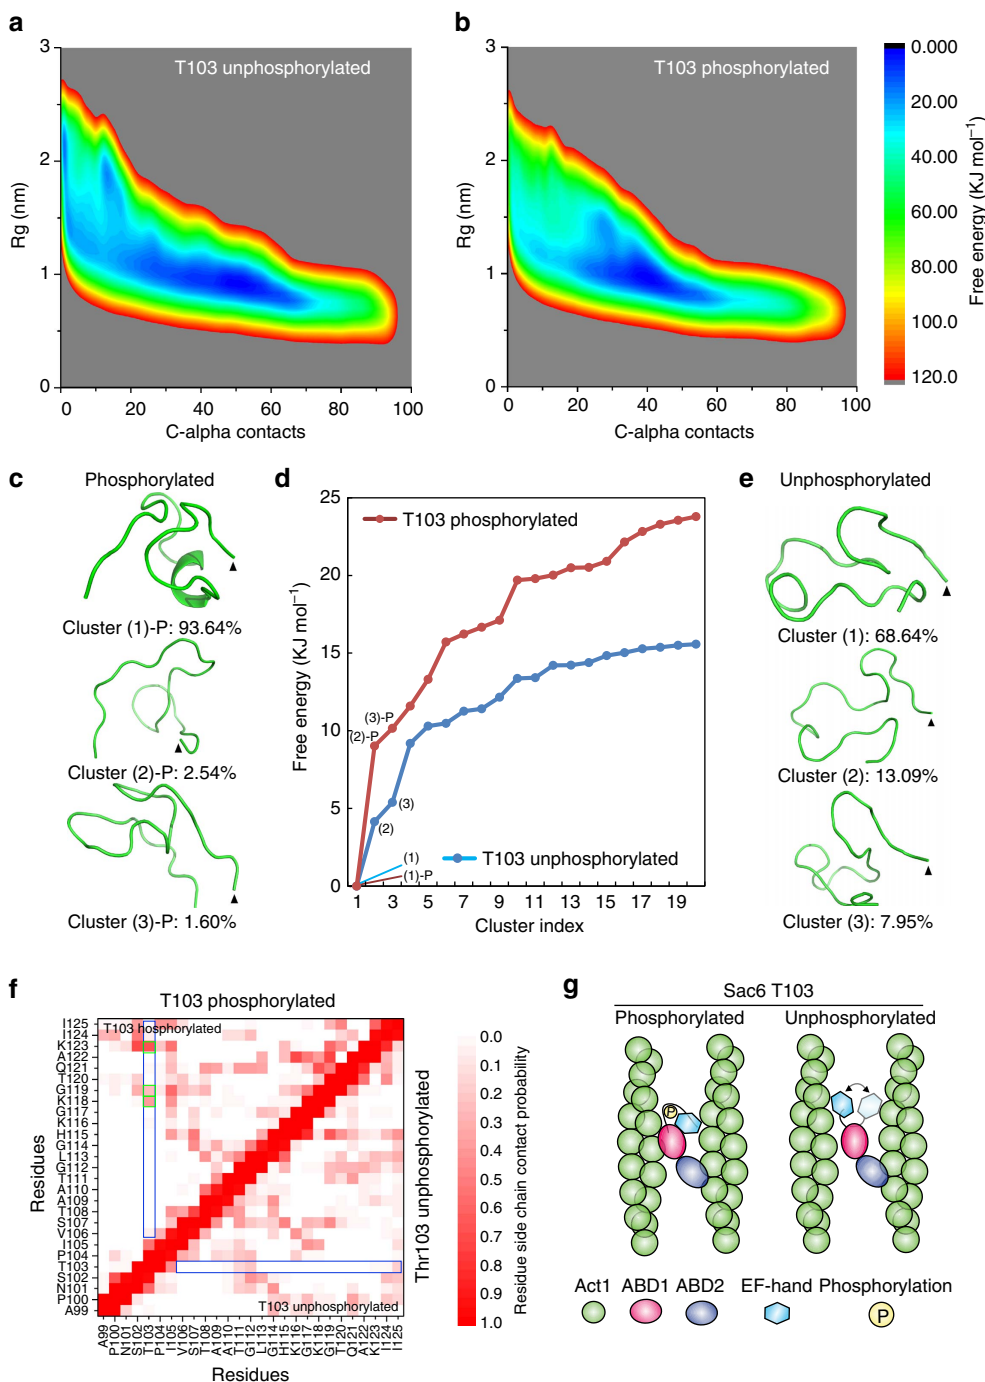 a
b
3
2
1
0
Rg (nm)
T103 unphosphorylated
0 20 40 60 80 100
C-alpha contacts
3
2
1
0
Rg (nm)
T103 phosphorylated
0 20 40 60 80 100
C-alpha contacts
0.000
20.00
40.00
60.00
80.00
100.0
120.0
Free energy (KJ mol−1)
c
Phosphorylated
Cluster (1)-P: 93.64%
Cluster (2)-P: 2.54%
Cluster (3)-P: 1.60%
d
25
20
15
10
5
0
Free energy (KJ mol−1)
T103 phosphorylated
(3)-P
(2)-P
(3)
(2)
(1)
(1)-P
T103 unphosphorylated
1 3 5 7 9 11 13 15 17 19
Cluster index
e
Unphosphorylated
Cluster (1): 68.64%
Cluster (2): 13.09%
Cluster (3): 7.95%
f
T103 phosphorylated
T103 hosphorylated
I125
I124
K123
A122
Q121
T120
G119
K118
G117
K116
H115
G114
L113
G112
T111
A110
A109
T108
S107
V106
I105
P104
T103
S102
N101
P100
A99
Residues
T103 unphosphorylated
A99 P100 N101 S102 T103 P104 I105 V106 S107 T108 A109 A110 T111 G112 L113 G114 H115 K116 G117 K118 G119 T120 Q121 A122 K123 I124 I125
Residues
Thr103 unphosphorylated
0.0
0.1
0.2
0.3
0.4
0.5
0.6
0.7
0.8
0.9
1.0
Residue side chain contact probability
g
Sac6 T103
Phosphorylated Unphosphorylated
P
Act1 ABD1 ABD2 EF-hand Phosphorylation
P